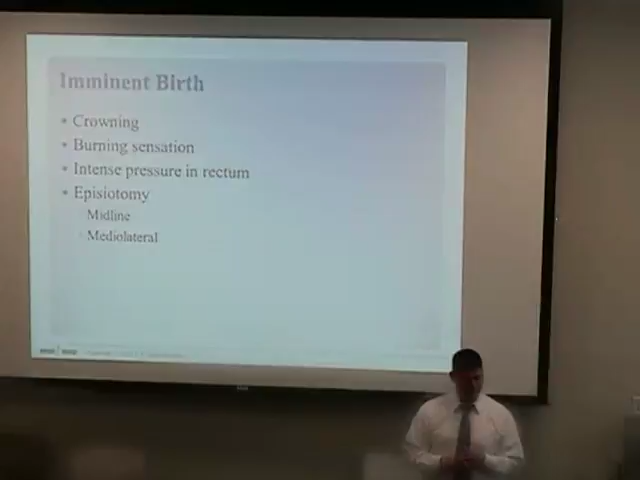 Imminent Birth
Crowning
Burning sensation
Intense pressure in rectum
Episiotomy
Midline
Mediolateral